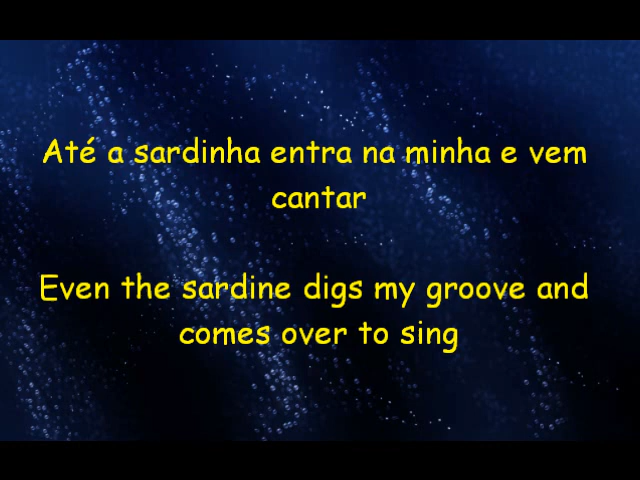 Até a sardinha entra na minha e vem
cantar
Even the sardine digs my groove and
comes over to sing